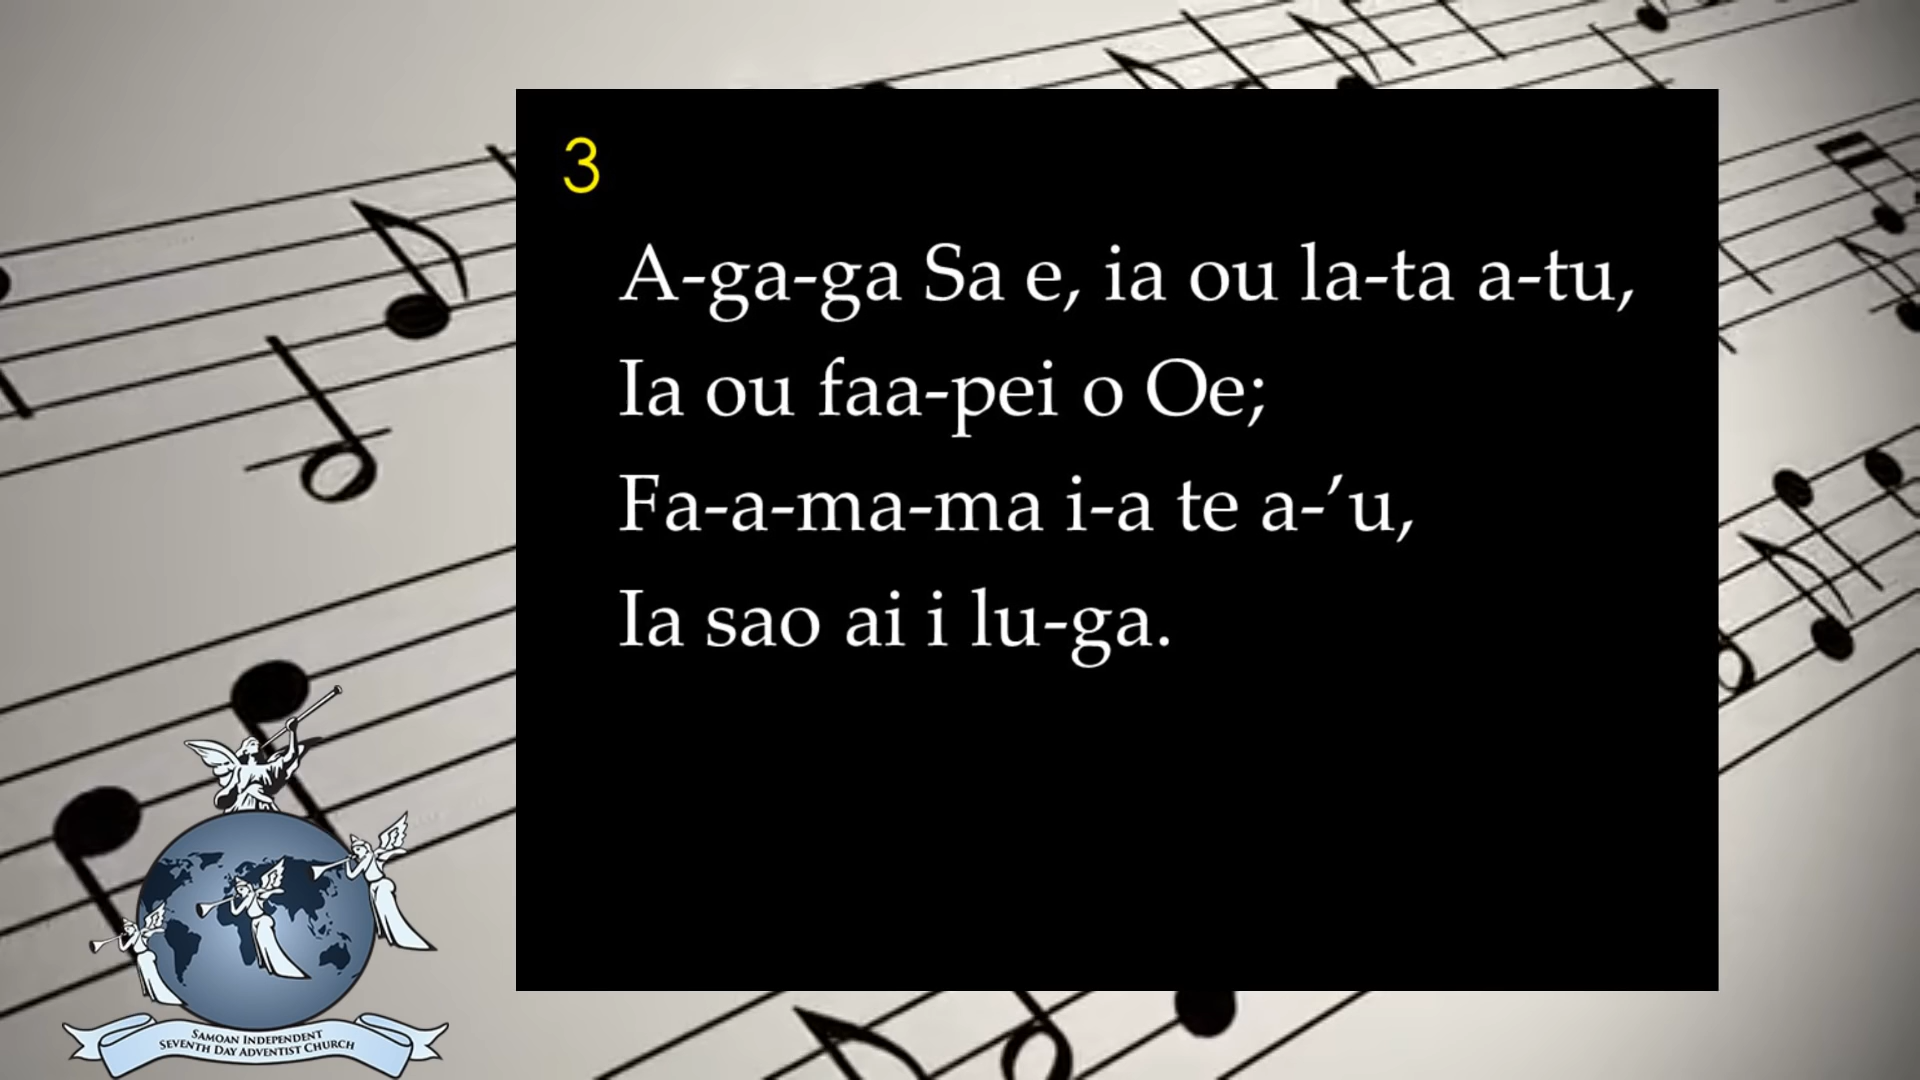 3
A-ga-ga Sa e, ia ou la-ta a-tu,
Ia ou faa-pei o Oe;
Fa-a-ma-ma i-a te a-’u,
Ia sao ai i lu-ga.
Samoan Independent
Seventh Day Adventist Church